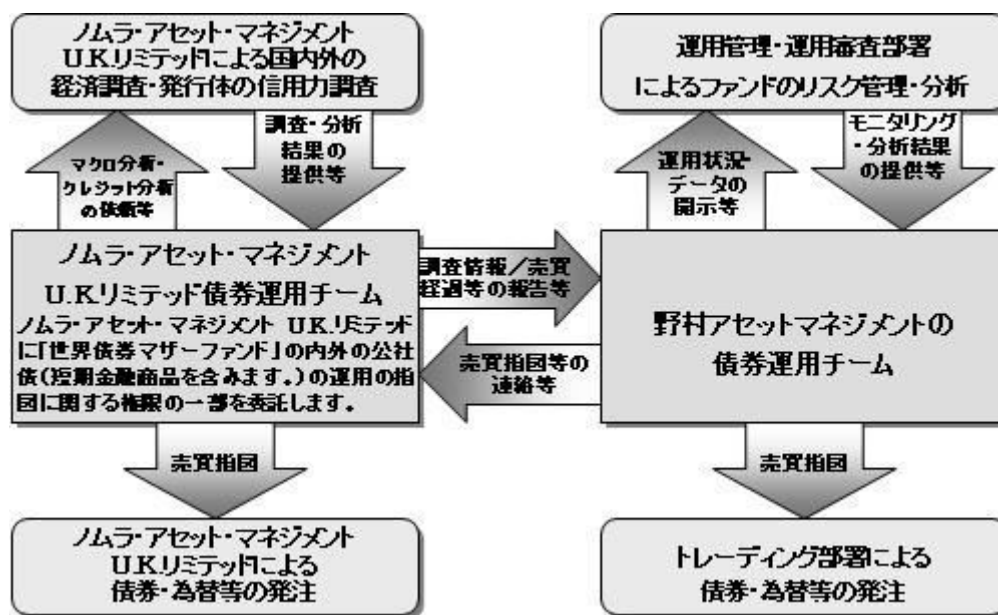 ノムラ・アセット・マネジメント
U.K.リミテッドによる国内外の
経済調査・発行体の信用力調査
運用管理・運用審査部署
によるファンドのリスク管理・分析
マクロ分析・
クレジット分析
の依頼等
調査・分析
結果の
提供等
運用状況・
データの
開示等
モニタリング
・分析結果
の提供等
ノムラ・アセット・マネジメント
U.K.リミテッド債券運用チーム
ノムラ・アセット・マネジメント U.K.リミテッド
に「世界債券マザーファンド」の内外の公社
債(短期金融商品を含みます。)の運用の指
図に関する権限の一部を委託します。
調査情報／売買
経過等の報告等
売買指図等の
連絡等
野村アセットマネジメントの
債券運用チーム
売買指図
売買指図
ノムラ・アセット・マネジメント
U.K.リミテッドによる
債券・為替等の発注
トレーディング部署による
債券・為替等の発注